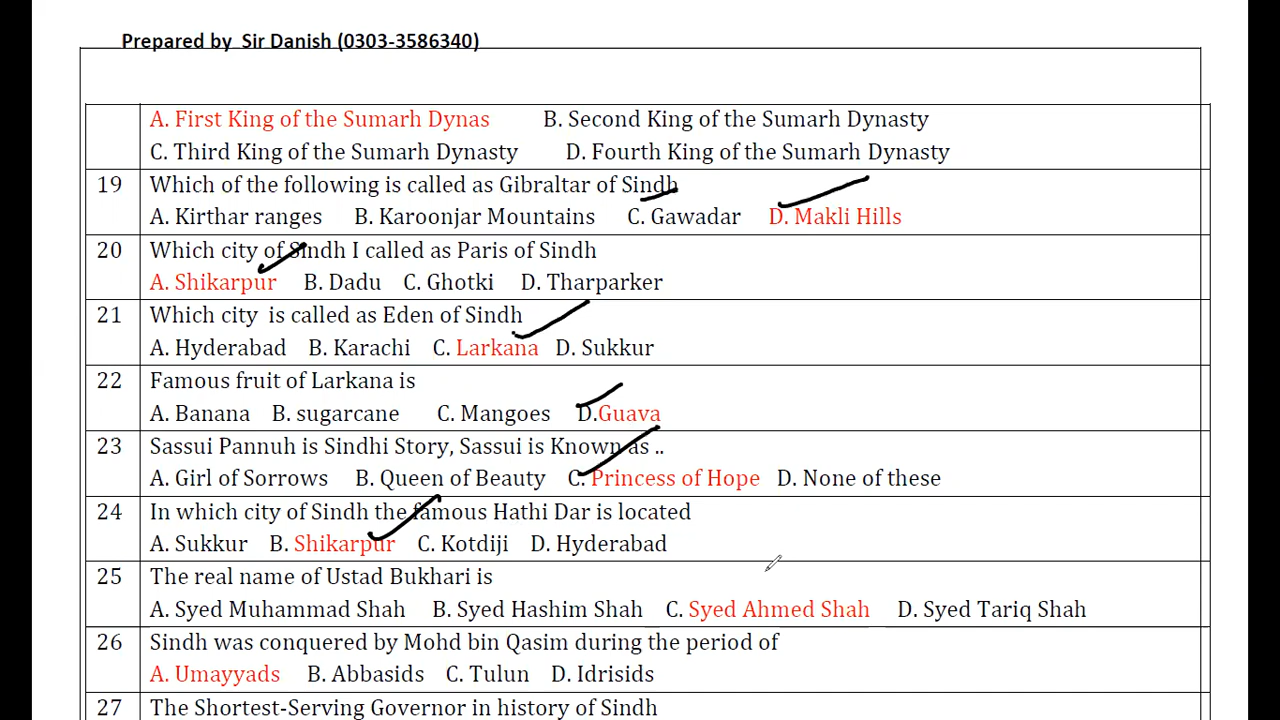 Prepared by Sir Danish (0303-3586340)
A. First King of the Sumarh Dynas B. Second King of the Sumarh Dynasty
C. Third King of the Sumarh Dynasty D. Fourth King of the Sumarh Dynasty
19 Which of the following is called as Gibraltar of Sindh
A. Kirthar ranges B. Karoonjar Mountains C. Gawadar D. Makli Hills
20 Which city of Sindh I called as Paris of Sindh
A. Shikarpur B. Dadu C. Ghotki D. Tharparker
21 Which city is called as Eden of Sindh
A. Hyderabad B. Karachi C. Larkana D. Sukkur
22 Famous fruit of Larkana is
A. Banana B. sugarcane C. Mangoes D.Guava
23 Sassui Pannuh is Sindhi Story, Sassui is Known as ..
A. Girl of Sorrows B. Queen of Beauty C. Princess of Hope D. None of these
24 In which city of Sindh the famous Hathi Dar is located
A. Sukkur B. Shikarpur C. Kotdiji D. Hyderabad
25 The real name of Ustad Bukhari is
A. Syed Muhammad Shah B. Syed Hashim Shah C. Syed Ahmed Shah D. Syed Tariq Shah
26 Sindh was conquered by Mohd bin Qasim during the period of
A. Umayyads B. Abbasids C. Tulun D. Idrisids
27 The Shortest-Serving Governor in history of Sindh